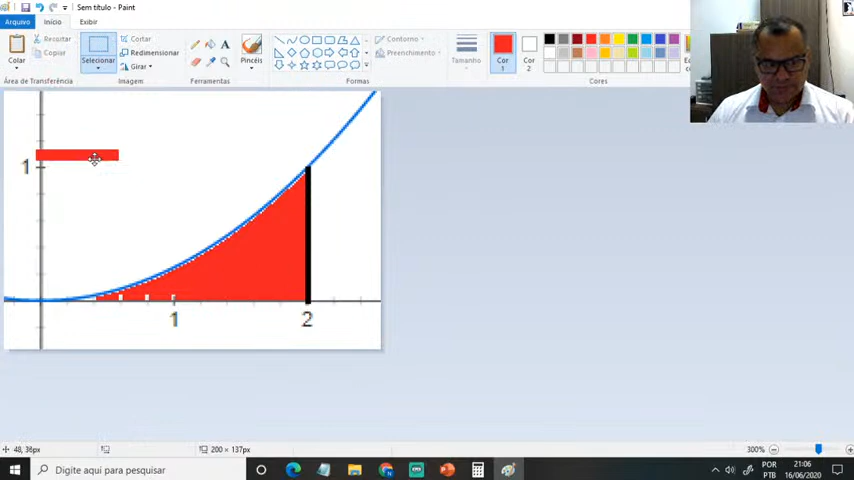 Sem título - Paint
Arquivo Início Exibir
Colar
Recortar
Copiar
Área de Transferência
Selecionar
Cortar
Redimensionar
Girar
Imagem
A
Ferramentas
Pincéis
Contorno
Preenchimento
Formas
Tamanho
Cor 1
Cor 2
Cores
1
1 2
48, 36px
200 × 137px
300%
Digite aqui para pesquisar
POR
PTB
21:06
16/06/2020